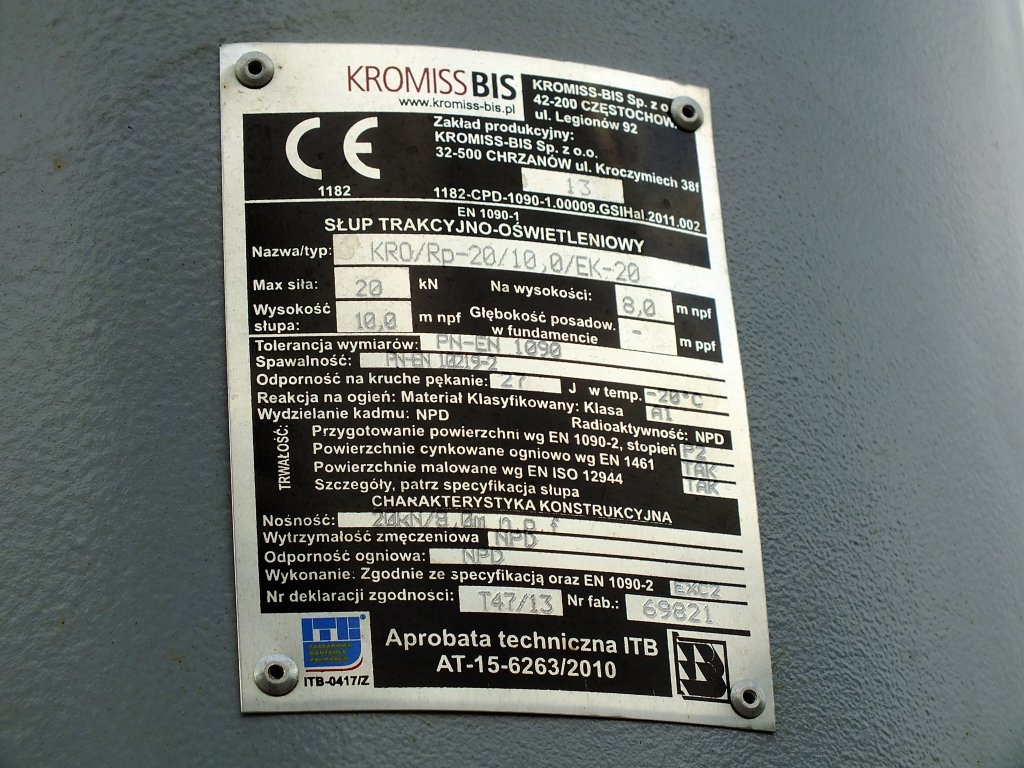 KROMISS BIS
www.kromiss-bis.pl
KROMISS-BIS Sp. z o
42-200 CZĘSTOCHOW
ul. Legionów 92
Zakład produkcyjny:
KROMISS-BIS Sp. z o.o.
32-500 CHRZANÓW ul. Kroczymiech 38f
CE
1182
13
1182-CPD-1090-1.00009.GSIHal.2011.002
EN 1090-1
SŁUP TRAKCYJNO-OŚWIETLENIOWY
Nazwa/typ: KRO/Rp-20/10,0/EK-20
Max siła: 20 kN Na wysokości: 8,0 m npf
Wysokość słupa: 10,0 m npf Głębokość posadow. w fundamencie - m ppf
Tolerancja wymiarów: PN-EN 1090
Spawalność: PN-EN 10219-2
Odporność na kruche pękanie: 27 J w temp. -20°C
Reakcja na ogień: Materiał Klasyfikowany: Klasa A1
Wydzielanie kadmu: NPD Radioaktywność: NPD
TRWAŁOŚĆ:
Przygotowanie powierzchni wg EN 1090-2, stopień P2
Powierzchnie cynkowane ogniowo wg EN 1461 TAK
Powierzchnie malowane wg EN ISO 12944 TAK
Szczegóły, patrz specyfikacja słupa
CHARAKTERYSTYKA KONSTRUKCYJNA
Nośność: 20kN/8,0m n.p.f
Wytrzymałość zmęczeniowa NPD
Odporność ogniowa: NPD
Wykonanie: Zgodnie ze specyfikacją oraz EN 1090-2 EXC2
Nr deklaracji zgodności: T47/13 Nr fab.: 69821
ITB
ITB-0417/Z
Aprobata techniczna ITB
AT-15-6263/2010